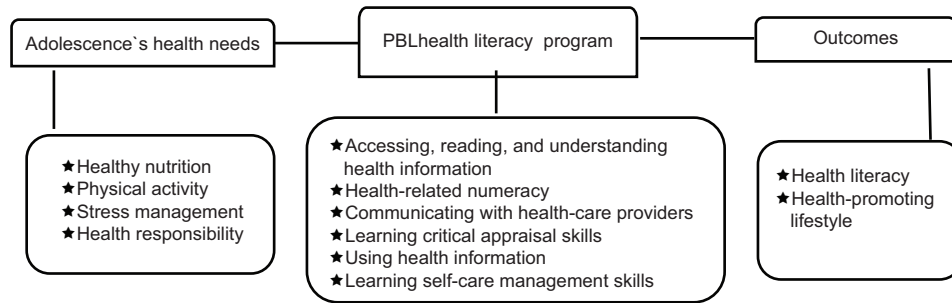 Adolescence`s health needs
PBLhealth literacy program
Outcomes
★Healthy nutrition
★Physical activity
★Stress management
★Health responsibility
★Accessing, reading, and understanding
health information
★Health-related numeracy
★Communicating with health-care providers
★Learning critical appraisal skills
★Using health information
★Learning self-care management skills
★Health literacy
★Health-promoting
lifestyle